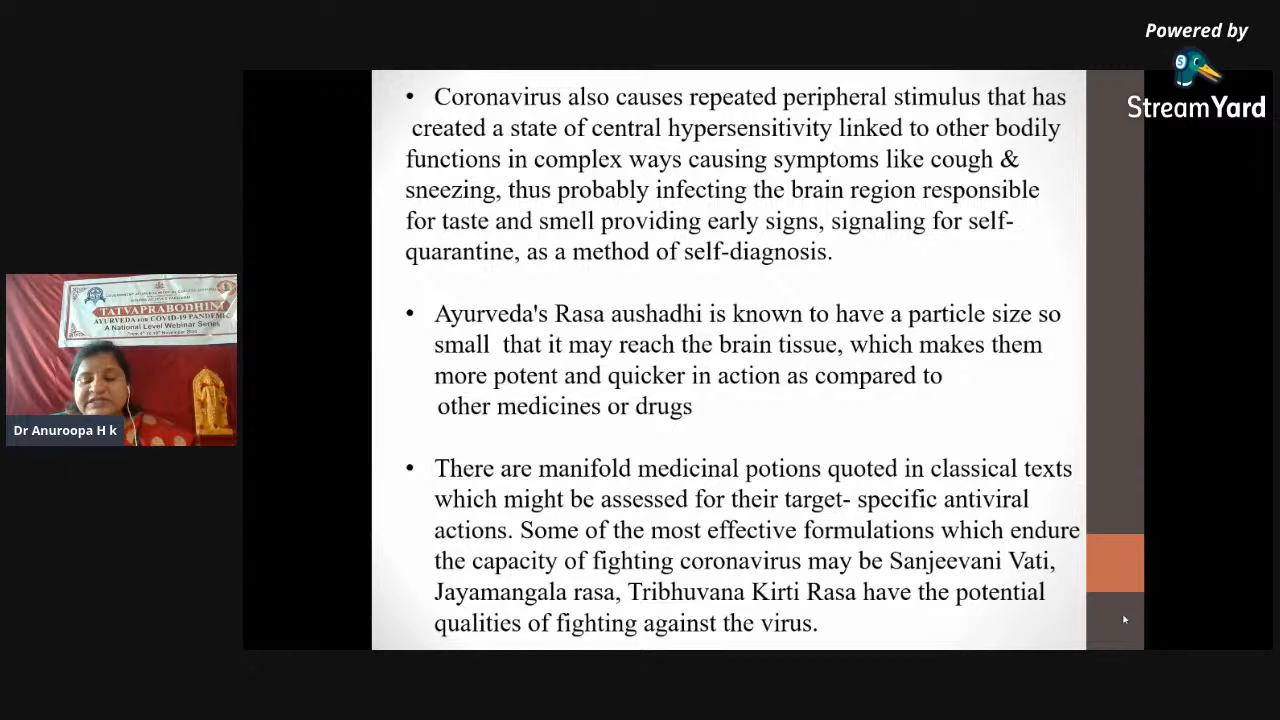 Powered by
StreamYard
• Coronavirus also causes repeated peripheral stimulus that has
created a state of central hypersensitivity linked to other bodily
functions in complex ways causing symptoms like cough &
sneezing, thus probably infecting the brain region responsible
for taste and smell providing early signs, signaling for self-
quarantine, as a method of self-diagnosis.
• Ayurveda's Rasa aushadhi is known to have a particle size so
small that it may reach the brain tissue, which makes them
more potent and quicker in action as compared to
other medicines or drugs
• There are manifold medicinal potions quoted in classical texts
which might be assessed for their target- specific antiviral
actions. Some of the most effective formulations which endure
the capacity of fighting coronavirus may be Sanjeevani Vati,
Jayamangala rasa, Tribhuvana Kirti Rasa have the potential
qualities of fighting against the virus.
TATVAPRABODHINI
AYURVEDA FOR COVID-19 PANDEMIC
A National Level Webinar Series
Dr Anuroopa H k